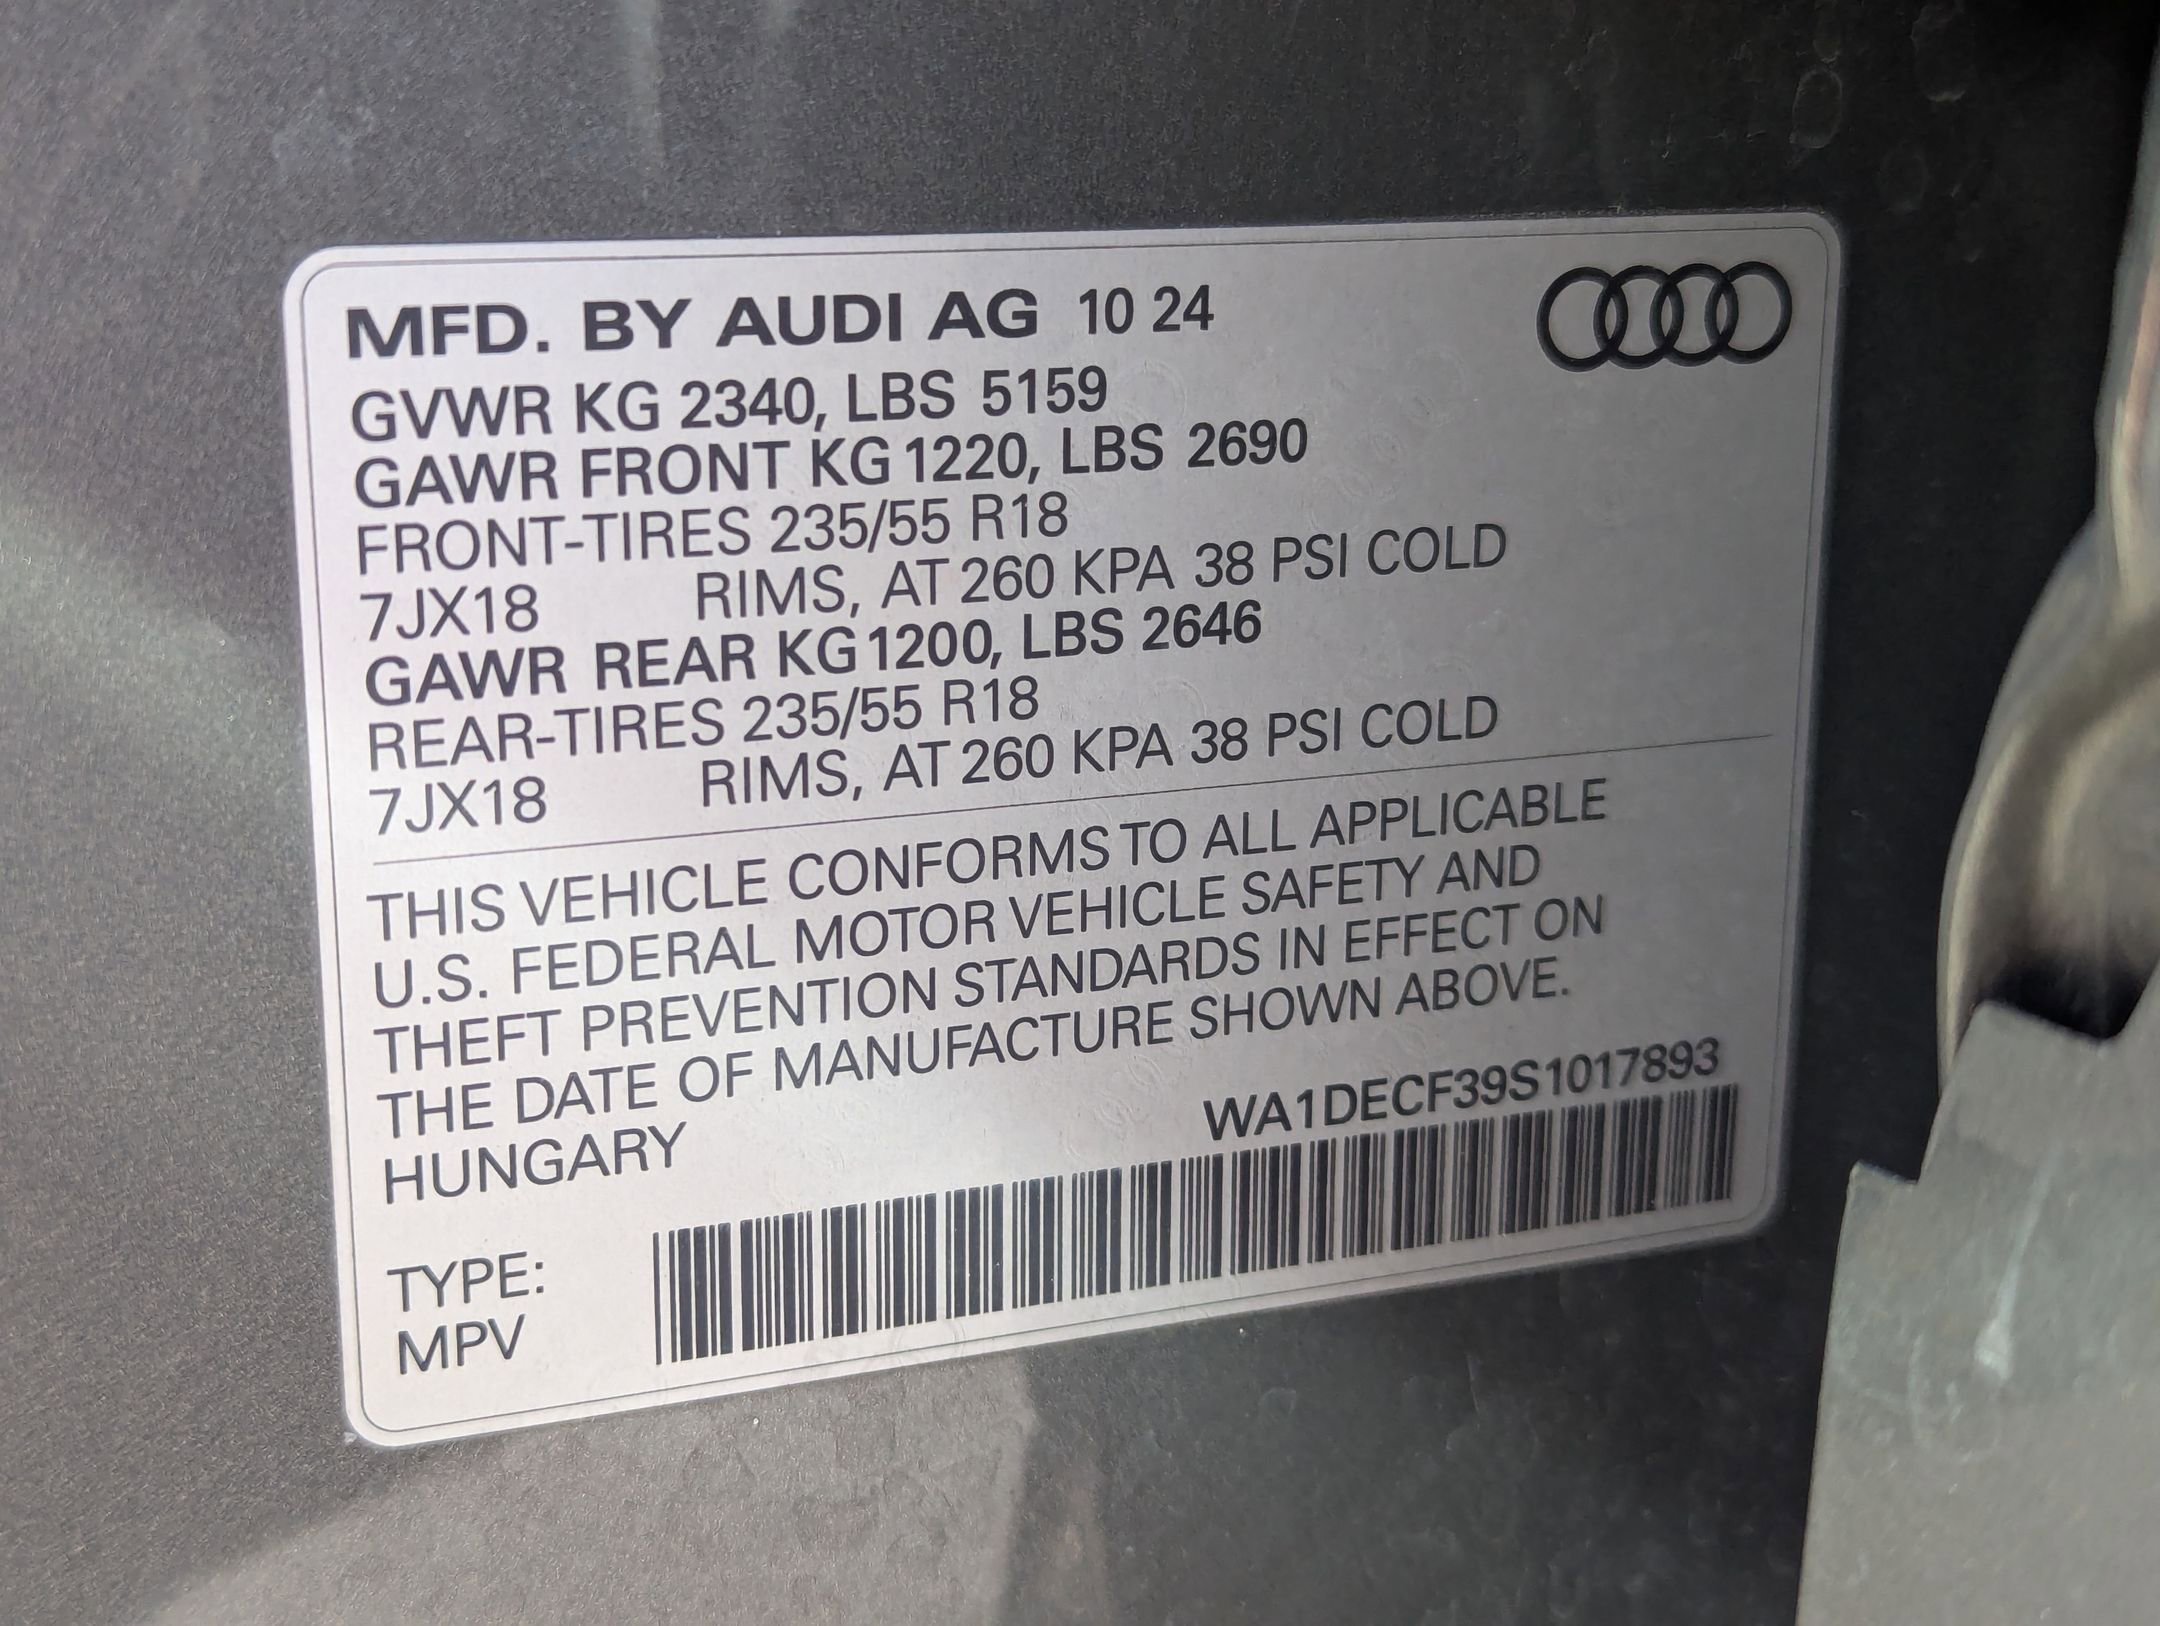 MFD. BY AUDI AG 10 24
GVWR KG 2340, LBS 5159
GAWR FRONT KG 1220, LBS 2690
FRONT-TIRES 235/55 R18
7JX18 RIMS, AT 260 KPA 38 PSI COLD
GAWR REAR KG 1200, LBS 2646
REAR-TIRES 235/55 R18
7JX18 RIMS, AT 260 KPA 38 PSI COLD
THIS VEHICLE CONFORMS TO ALL APPLICABLE
U.S. FEDERAL MOTOR VEHICLE SAFETY AND
THEFT PREVENTION STANDARDS IN EFFECT ON
THE DATE OF MANUFACTURE SHOWN ABOVE.
HUNGARY
WA1DECF39S1017893
TYPE:
MPV